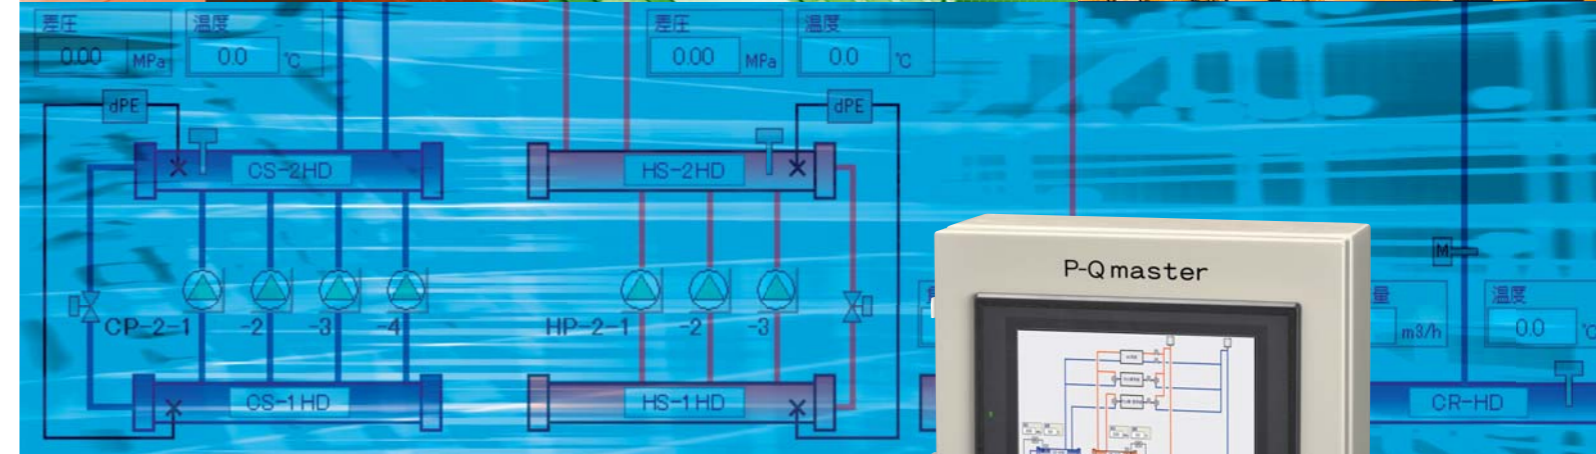 差圧 温度 差圧 温度
0.00 MPa 0.0 ℃ 0.00 MPa 0.0 ℃
dPE dPE
CS-2HD HS-2HD
M
P-Q master
量 温度
CP-2-1 -2 -3 -4 HP-2-1 -2 -3 m3/h 0.0 ℃
CS-1HD HS-1HD CR-HD